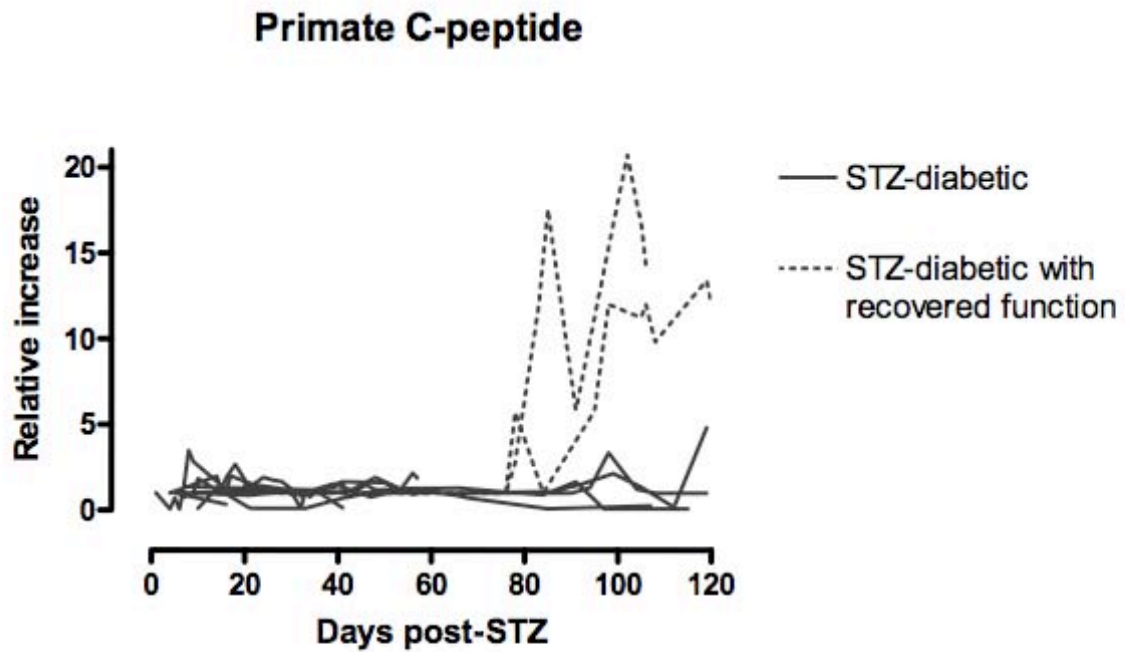 Primate C-peptide
Relative increase
20
15
10
5
0
0 20 40 60 80 100 120
Days post-STZ
STZ-diabetic
STZ-diabetic with
recovered function